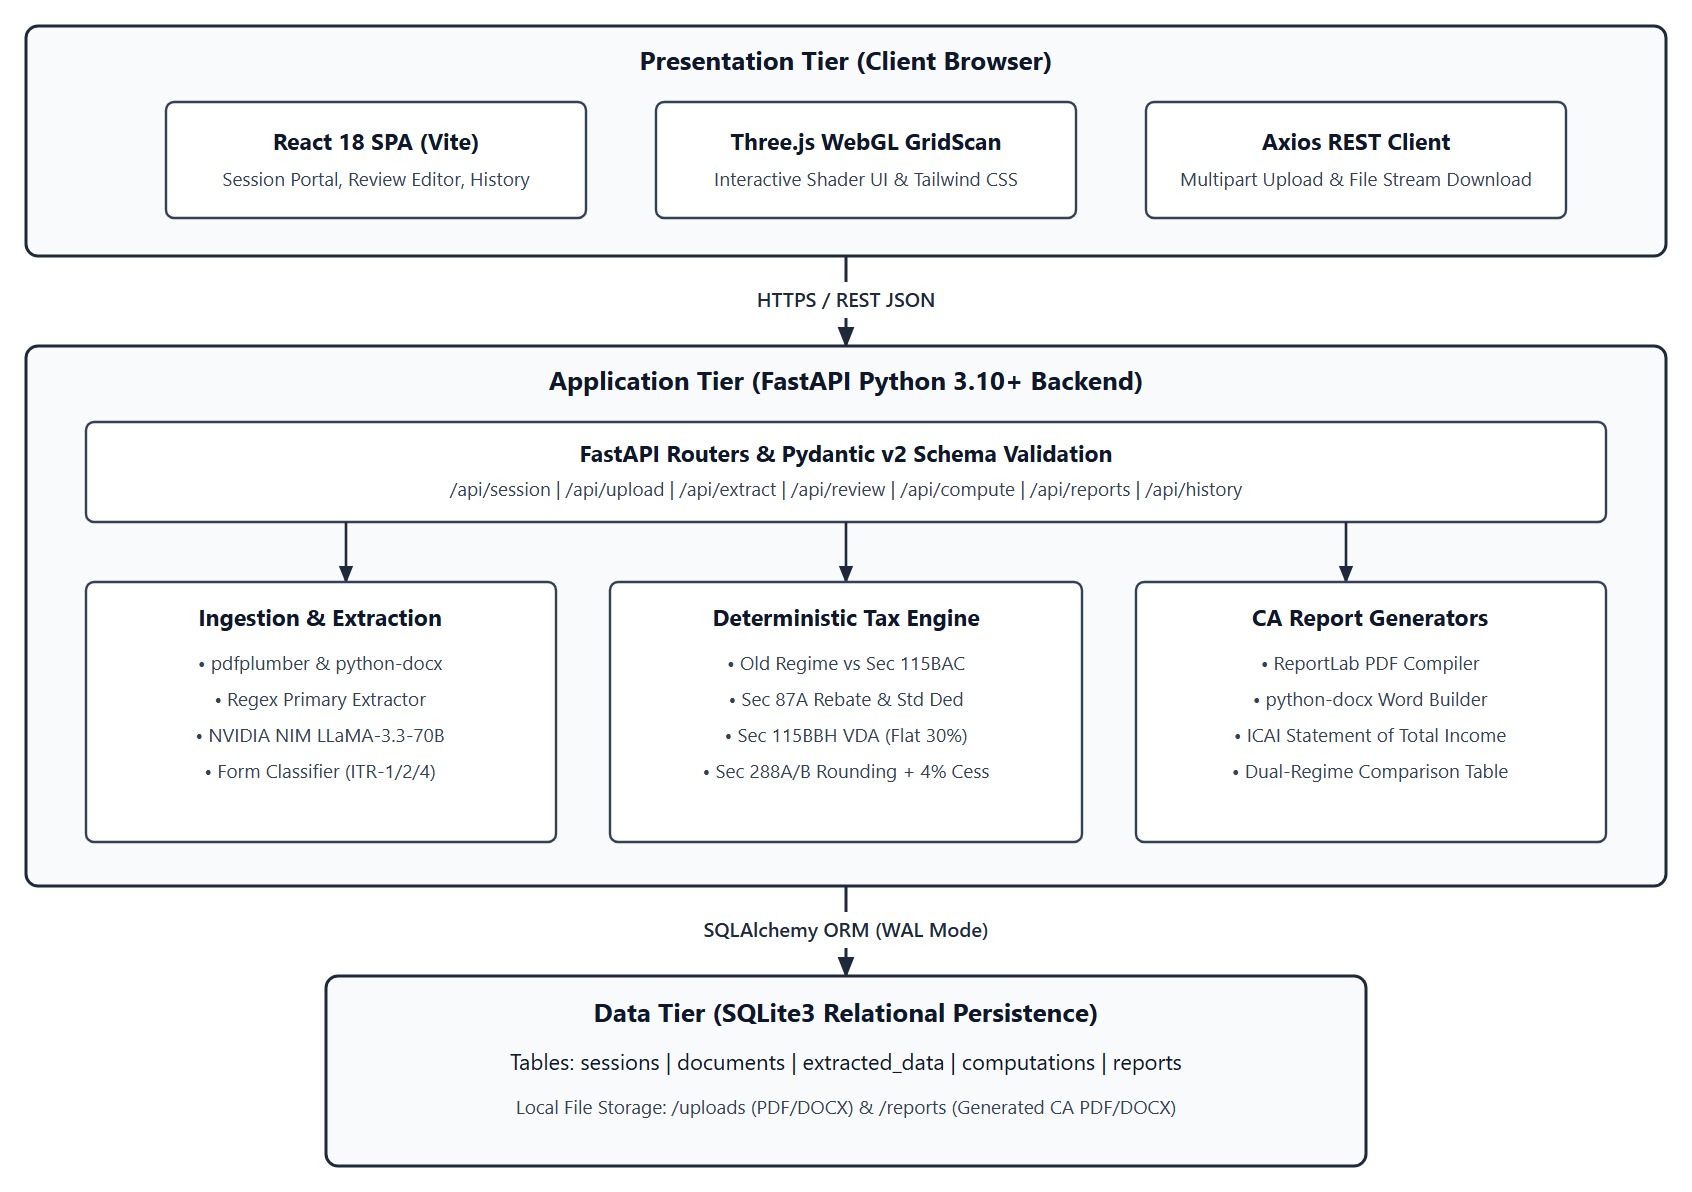 Presentation Tier (Client Browser)
React 18 SPA (Vite)
Session Portal, Review Editor, History
Three.js WebGL GridScan
Interactive Shader UI & Tailwind CSS
Axios REST Client
Multipart Upload & File Stream Download
HTTPS / REST JSON
Application Tier (FastAPI Python 3.10+ Backend)
FastAPI Routers & Pydantic v2 Schema Validation
/api/session | /api/upload | /api/extract | /api/review | /api/compute | /api/reports | /api/history
Ingestion & Extraction
• pdfplumber & python-docx
• Regex Primary Extractor
• NVIDIA NIM LLaMA-3.3-70B
• Form Classifier (ITR-1/2/4)
Deterministic Tax Engine
• Old Regime vs Sec 115BAC
• Sec 87A Rebate & Std Ded
• Sec 115BBH VDA (Flat 30%)
• Sec 288A/B Rounding + 4% Cess
CA Report Generators
• ReportLab PDF Compiler
• python-docx Word Builder
• ICAI Statement of Total Income
• Dual-Regime Comparison Table
SQLAlchemy ORM (WAL Mode)
Data Tier (SQLite3 Relational Persistence)
Tables: sessions | documents | extracted_data | computations | reports
Local File Storage: /uploads (PDF/DOCX) & /reports (Generated CA PDF/DOCX)